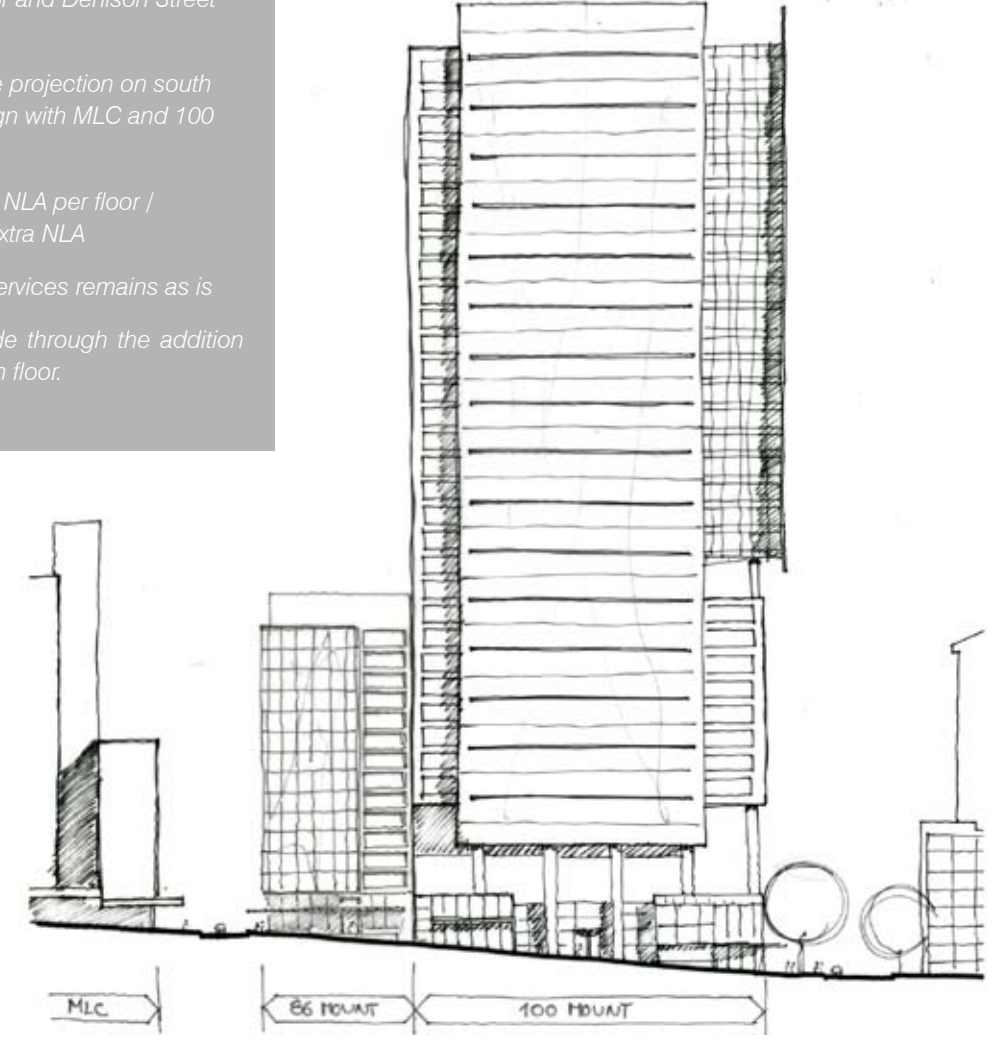 and Denison Street
projection on south
gn with MLC and 100
NLA per floor /
xtra NLA
ervices remains as is
de through the addition
floor.
MLC
86 MOUNT
100 MOUNT